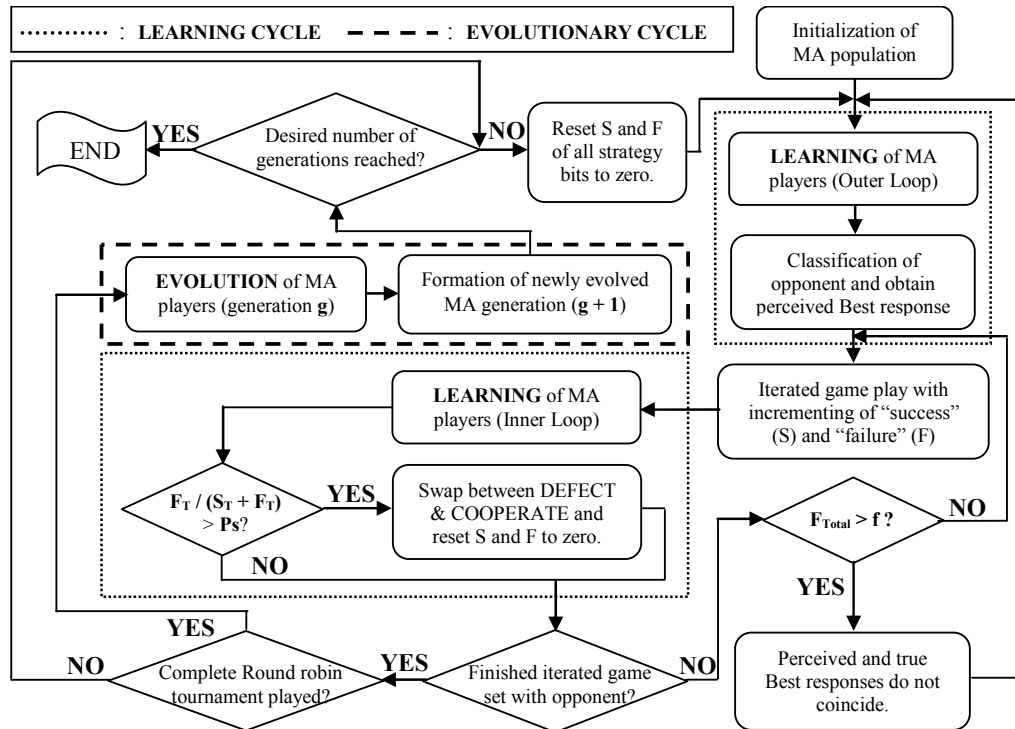 : LEARNING CYCLE
: EVOLUTIONARY CYCLE
Initialization of
MA population
END
YES
Desired number of
generations reached?
NO
Reset S and F
of all strategy
bits to zero.
LEARNING of MA
players (Outer Loop)
Classification of
opponent and obtain
perceived Best response
EVOLUTION of MA
players (generation g)
Formation of newly evolved
MA generation (g + 1)
LEARNING of MA
players (Inner Loop)
Iterated game play with
incrementing of “success”
(S) and “failure” (F)
F_T / (S_T + F_T)
> Ps?
YES
Swap between DEFECT
& COOPERATE and
reset S and F to zero.
NO
F_Total > f ?
NO
YES
YES
NO
Complete Round robin
tournament played?
YES
Finished iterated game
set with opponent?
NO
Perceived and true
Best responses do not
coincide.